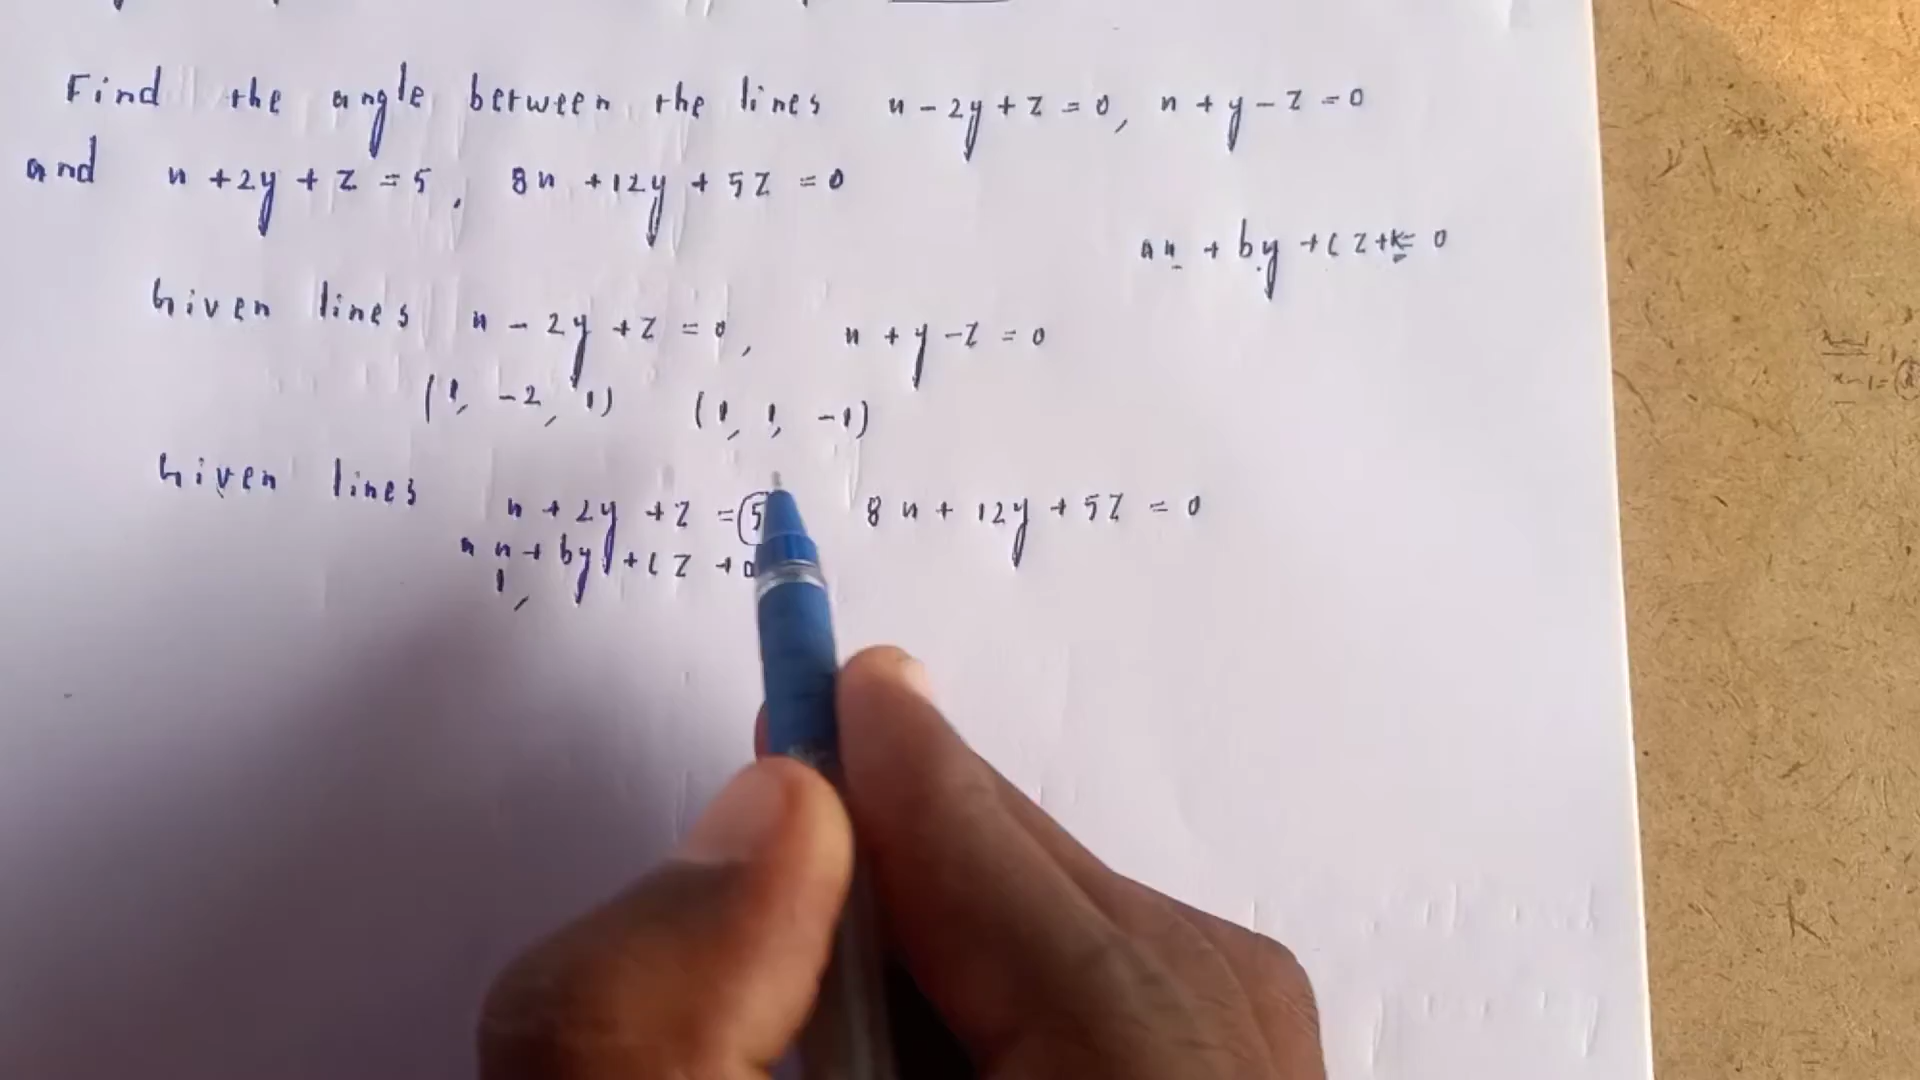 Find the angle between the lines x - 2y + z = 0, x + y - z = 0
and x + 2y + z = 5, 8x + 12y + 5z = 0
ax + by + cz + k = 0
Given lines x - 2y + z = 0, x + y - z = 0
(1, -2, 1) (1, 1, -1)
Given lines x + 2y + z = 5 8x + 12y + 5z = 0
ax + by + cz +
1,